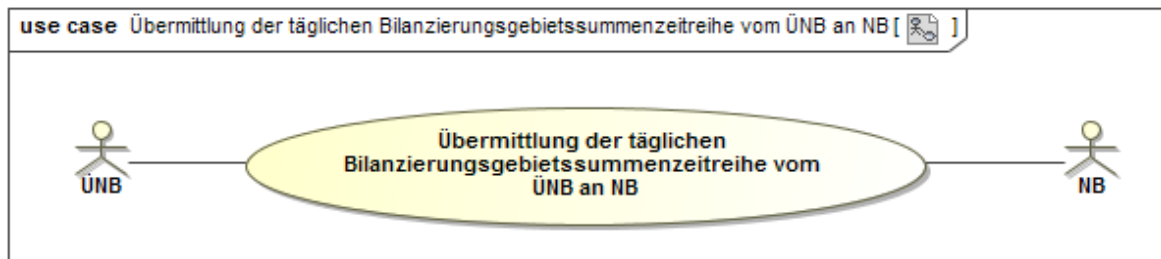 use case Übermittlung der täglichen Bilanzierungsgebietssummenzeitreihe vom ÜNB an NB [ ]
Übermittlung der täglichen
Bilanzierungsgebietssummenzeitreihe vom
ÜNB an NB
ÜNB
NB